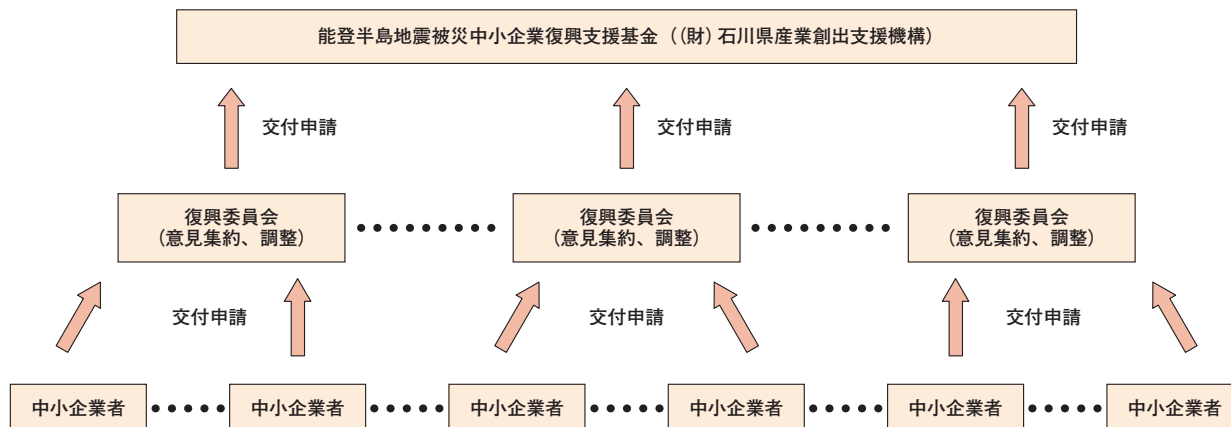 能登半島地震被災中小企業復興支援基金（(財)石川県産業創出支援機構）
交付申請
交付申請
交付申請
復興委員会
（意見集約、調整）
復興委員会
（意見集約、調整）
復興委員会
（意見集約、調整）
交付申請
交付申請
交付申請
中小企業者
中小企業者
中小企業者
中小企業者
中小企業者
中小企業者